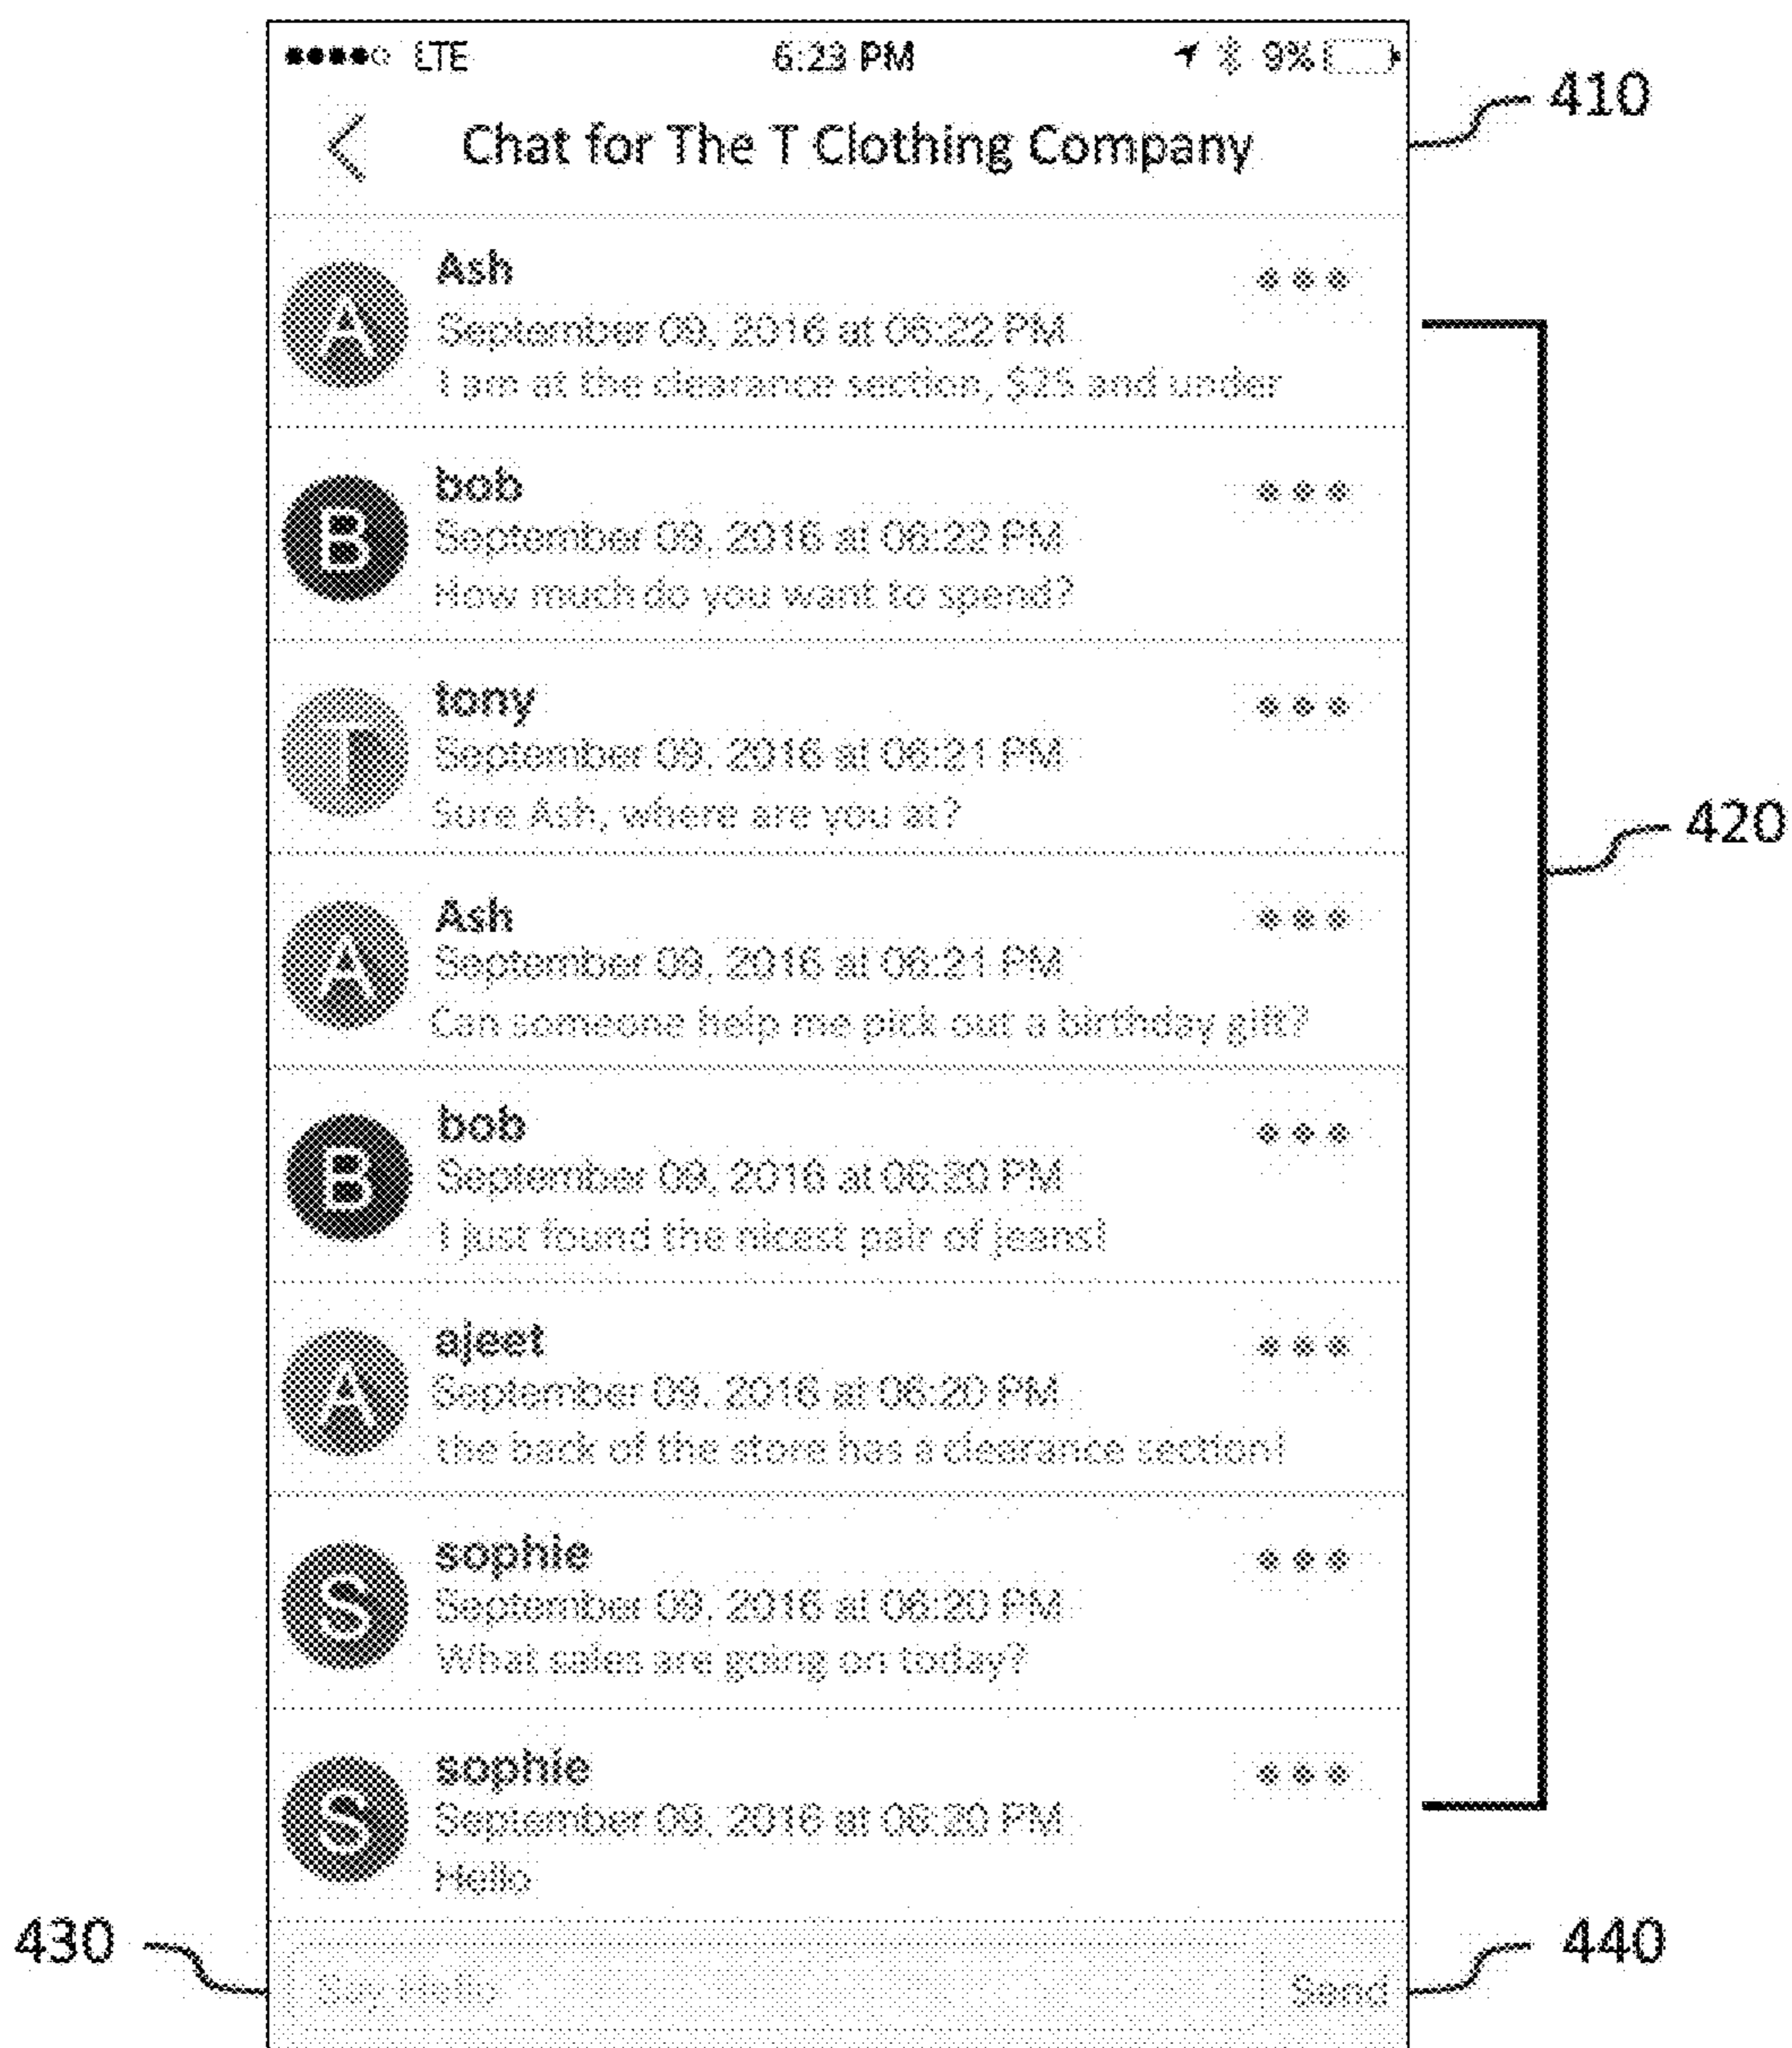 LTE 6:23 PM 9%
410
Chat for The T Clothing Company
A
Ash
September 09, 2016 at 06:22 PM
I am at the clearance section, $25 and under
B
bob
September 09, 2016 at 06:22 PM
How much do you want to spend?
T
tony
September 09, 2016 at 06:21 PM
Sure Ash, where are you at?
420
A
Ash
September 09, 2016 at 06:21 PM
Can someone help me pick out a birthday gift?
B
bob
September 09, 2016 at 06:20 PM
I just found the nicest pair of jeans!
A
ajeet
September 09, 2016 at 06:20 PM
the back of the store has a clearance section!
S
sophie
September 09, 2016 at 06:20 PM
What sales are going on today?
S
sophie
September 09, 2016 at 06:20 PM
Hello
430
440
Say Hello
Send